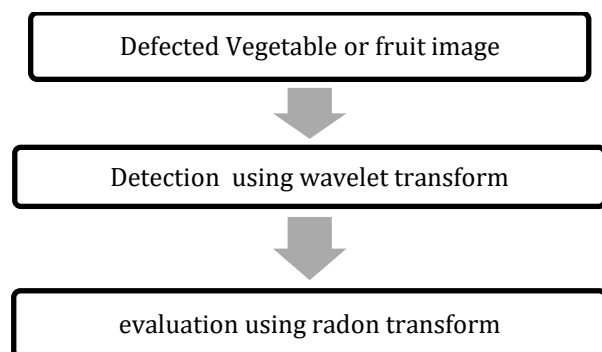 Defected Vegetable or fruit image
Detection using wavelet transform
evaluation using radon transform